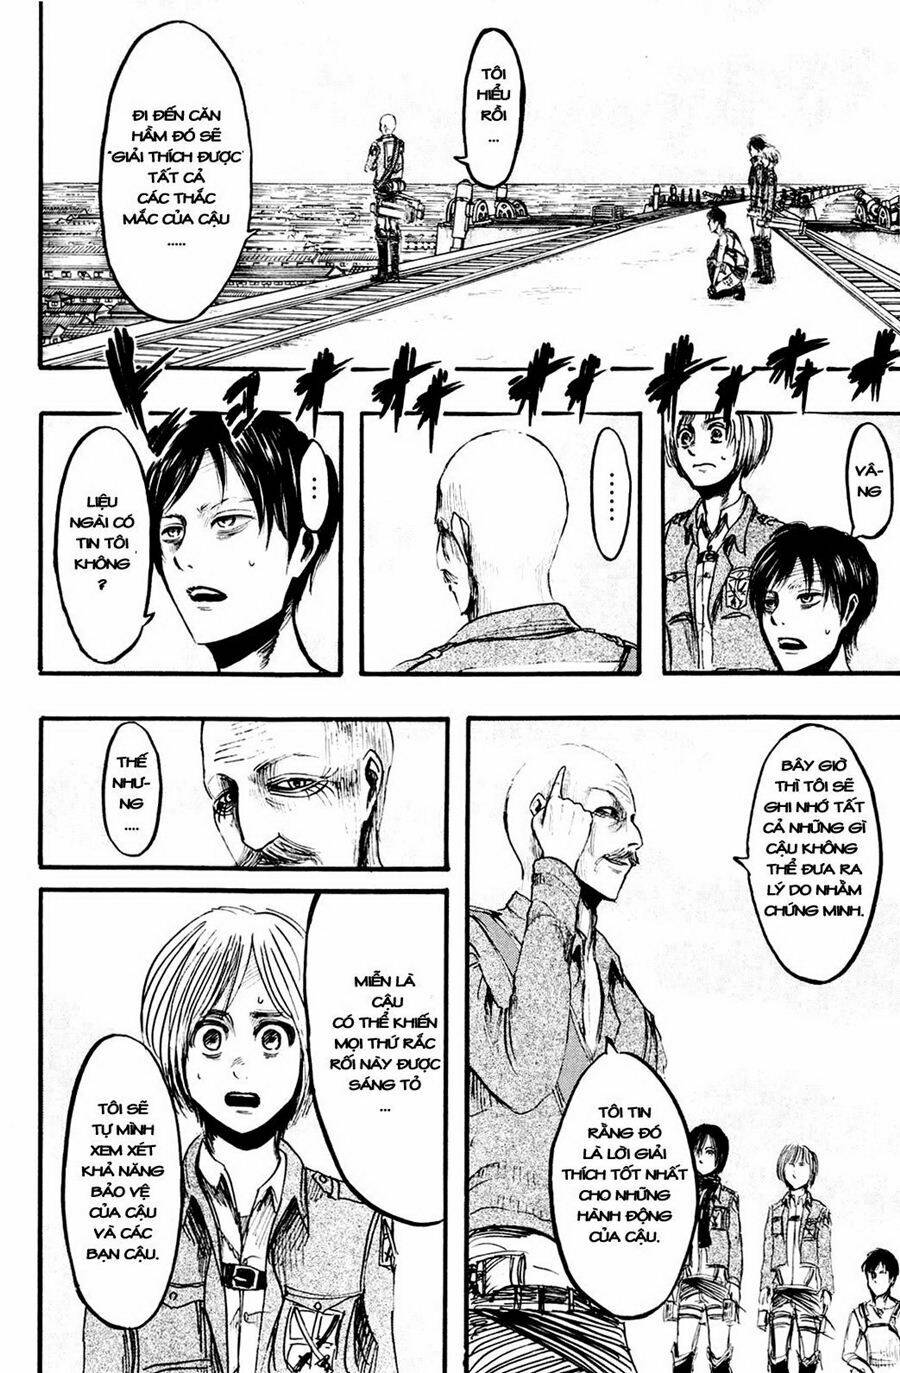 TÔI
HIỂU
RỒI
...
ĐI ĐẾN CĂN
HẦM ĐÓ SẼ
"GIẢI THÍCH ĐƯỢC"
TẤT CẢ
CÁC THẮC
MẮC CỦA CẬU
.....
VÂ-
NG
......
.....
LIỆU
NGÀI CÓ
TIN TÔI
KHÔNG
?
BÂY GIỜ
THÌ TÔI SẼ
GHI NHỚ TẤT
CẢ NHỮNG GÌ
CẬU KHÔNG
THỂ ĐƯA RA
LÝ DO NHẰM
CHỨNG MINH.
TÔI TIN
RẰNG ĐÓ
LÀ LỜI GIẢI
THÍCH TỐT NHẤT
CHO NHỮNG
HÀNH ĐỘNG
CỦA CẬU.
THẾ
NHƯ-
NG
....
MIỄN LÀ
CẬU
CÓ THỂ KHIẾN
MỌI THỨ RẮC
RỐI NÀY ĐƯỢC
SÁNG TỎ
...
TÔI SẼ
TỰ MÌNH
XEM XÉT
KHẢ NĂNG
BẢO VỆ
CỦA CẬU
VÀ CÁC
BẠN CẬU.